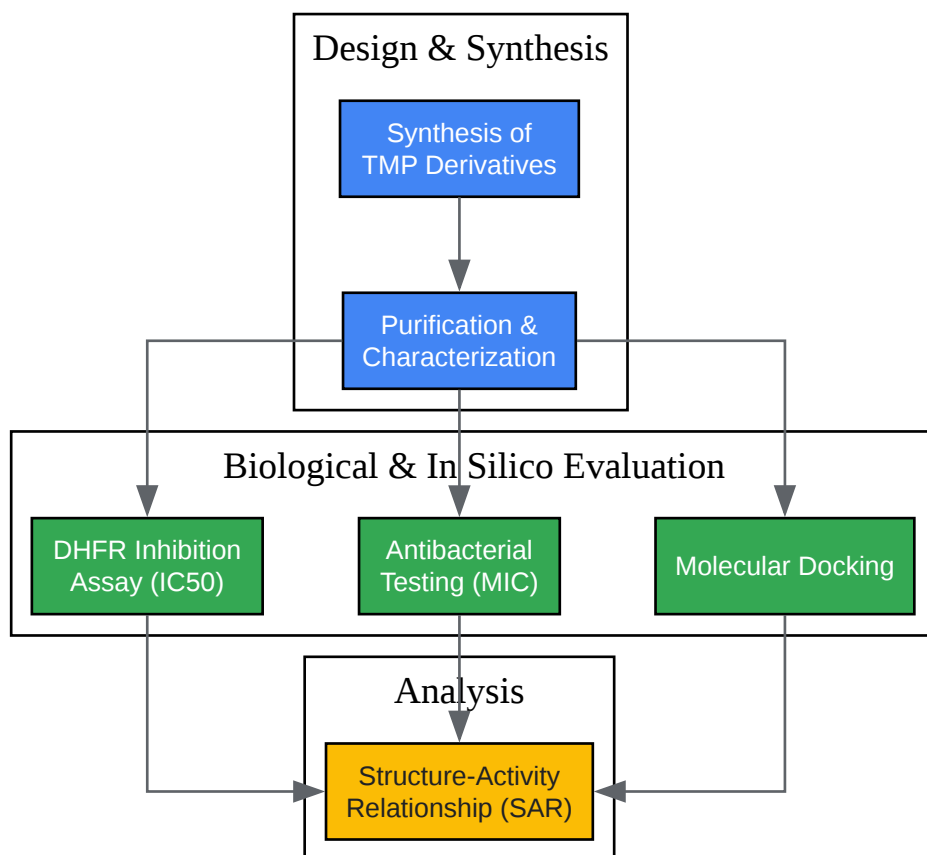 Design & Synthesis
Synthesis of
TMP Derivatives
Purification &
Characterization
Biological & In Silico Evaluation
DHFR Inhibition
Assay (IC50)
Antibacterial
Testing (MIC)
Molecular Docking
Analysis
Structure-Activity
Relationship (SAR)